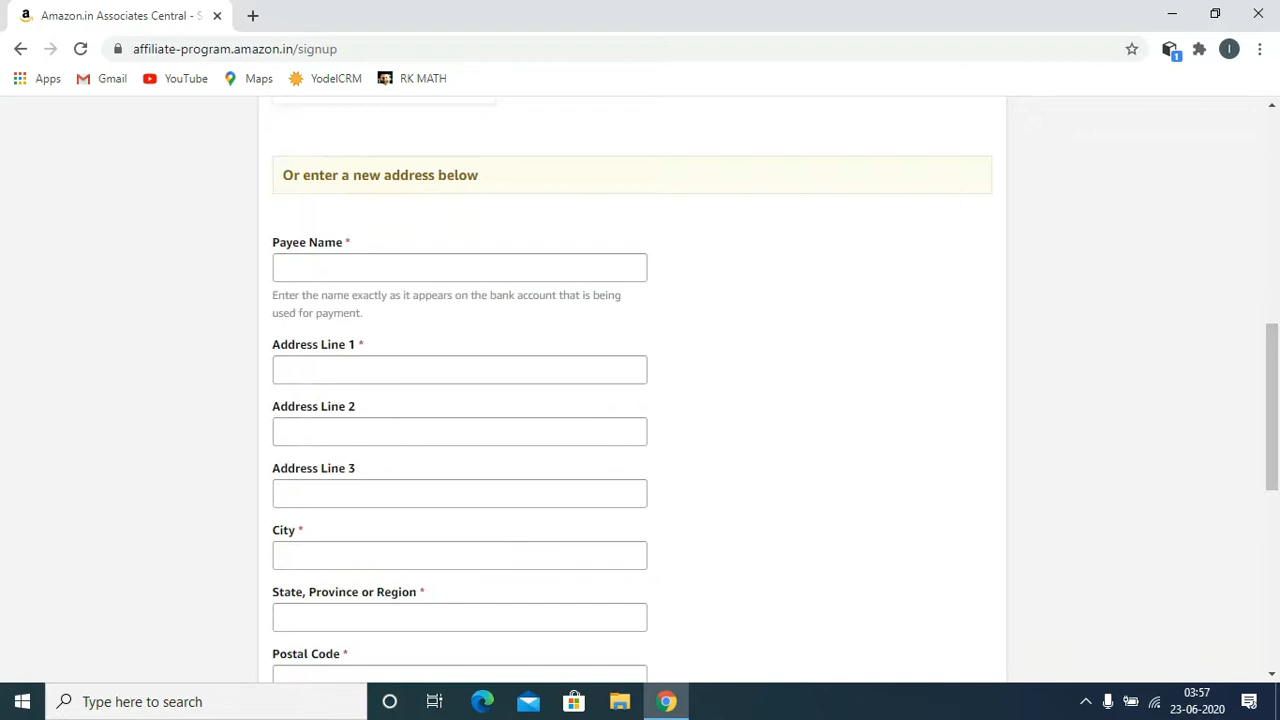 Amazon.in Associates Central - S
affiliate-program.amazon.in/signup
1
I
Apps Gmail YouTube Maps YodelCRM RK MATH
Or enter a new address below
Payee Name *
Enter the name exactly as it appears on the bank account that is being
used for payment.
Address Line 1 *
Address Line 2
Address Line 3
City *
State, Province or Region *
Postal Code *
Type here to search
03:57
23-06-2020